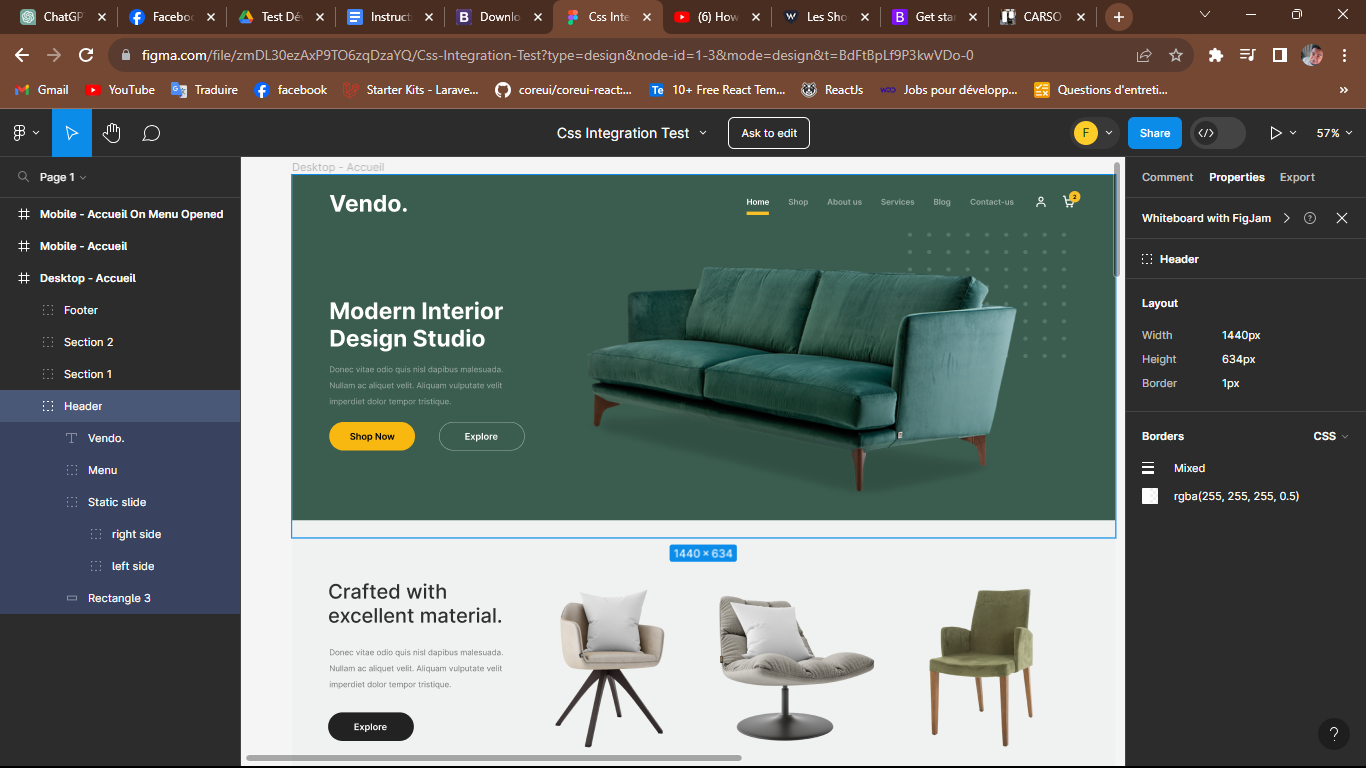 ChatGP
Faceboo
Test Dé
Instruct
Downlo
Css Inte
(6) How
Les Sho
Get sta
CARSO
figma.com/file/zmDL30ezAxP9TO6zqDzaYQ/Css-Integration-Test?type=design&node-id=1-3&mode=design&t=BdFtBpLf9P3kwVDo-0
Gmail
YouTube
Traduire
facebook
Starter Kits - Larave...
coreui/coreui-react:...
10+ Free React Tem...
ReactJs
Jobs pour développ...
Questions d'entreti...
»
Css Integration Test
Ask to edit
F
Share
57%
Page 1
Mobile - Accueil On Menu Opened
Mobile - Accueil
Desktop - Accueil
Footer
Section 2
Section 1
Header
Vendo.
Menu
Static slide
right side
left side
Rectangle 3
Desktop - Accueil
Vendo.
Home
Shop
About us
Services
Blog
Contact-us
2
Modern Interior
Design Studio
Donec vitae odio quis nisl dapibus malesuada.
Nullam ac aliquet velit. Aliquam vulputate velit
imperdiet dolor tempor tristique.
Shop Now
Explore
1440 × 634
Crafted with
excellent material.
Donec vitae odio quis nisl dapibus malesuada.
Nullam ac aliquet velit. Aliquam vulputate velit
imperdiet dolor tempor tristique.
Explore
Comment
Properties
Export
Whiteboard with FigJam
?
Header
Layout
Width 1440px
Height 634px
Border 1px
Borders
CSS
Mixed
rgba(255, 255, 255, 0.5)
?